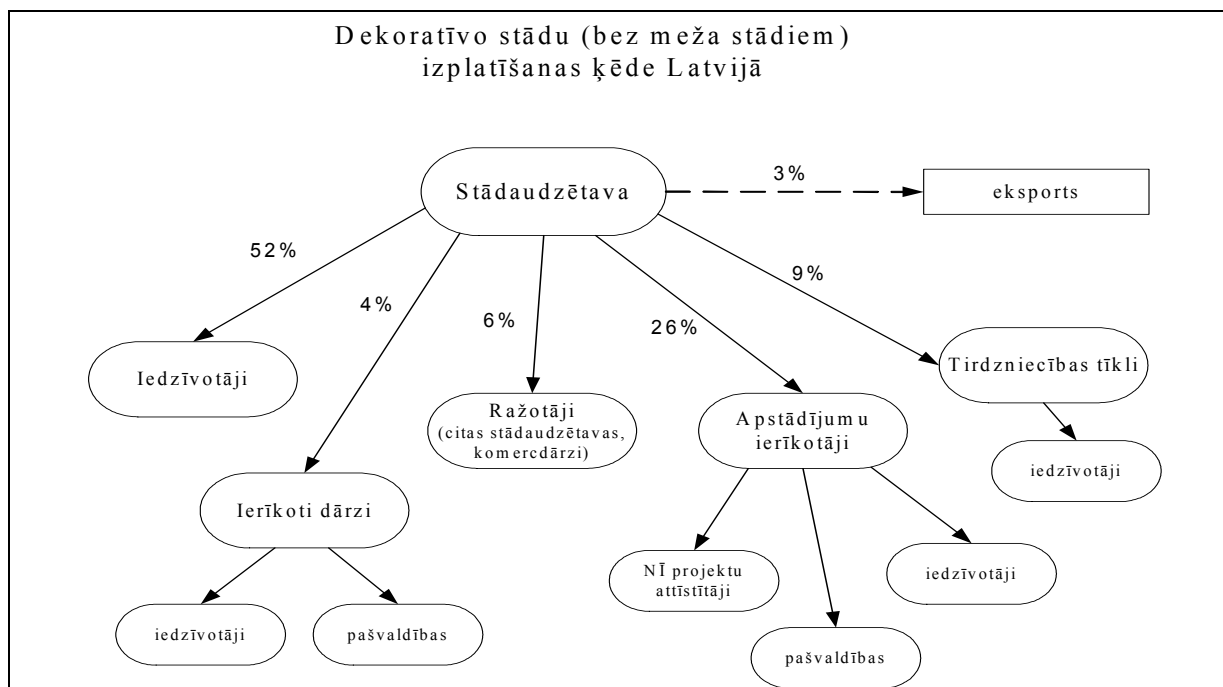 Dekoratīvo stādu (bez meža stādiem)
izplatīšanas ķēde Latvijā
Stādaudzētava
3%
eksports
52%
4%
6%
26%
9%
Iedzīvotāji
Tirdzniecības tīkli
Ražotāji
(citas stādaudzētavas,
komercdārzi)
Apstādījumu
ierīkotāji
iedzīvotāji
Ierīkoti dārzi
NĪ projektu
attīstītāji
iedzīvotāji
iedzīvotāji
pašvaldības
pašvaldības